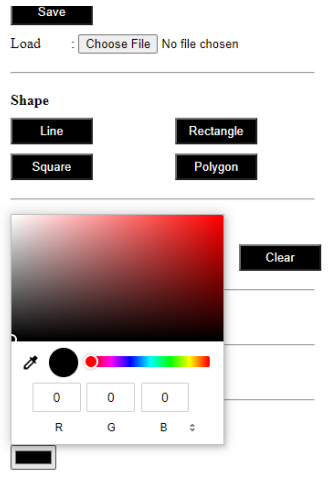 Save
Load : Choose File No file chosen
Shape
Line Rectangle
Square Polygon
Clear
0 0 0
R G B